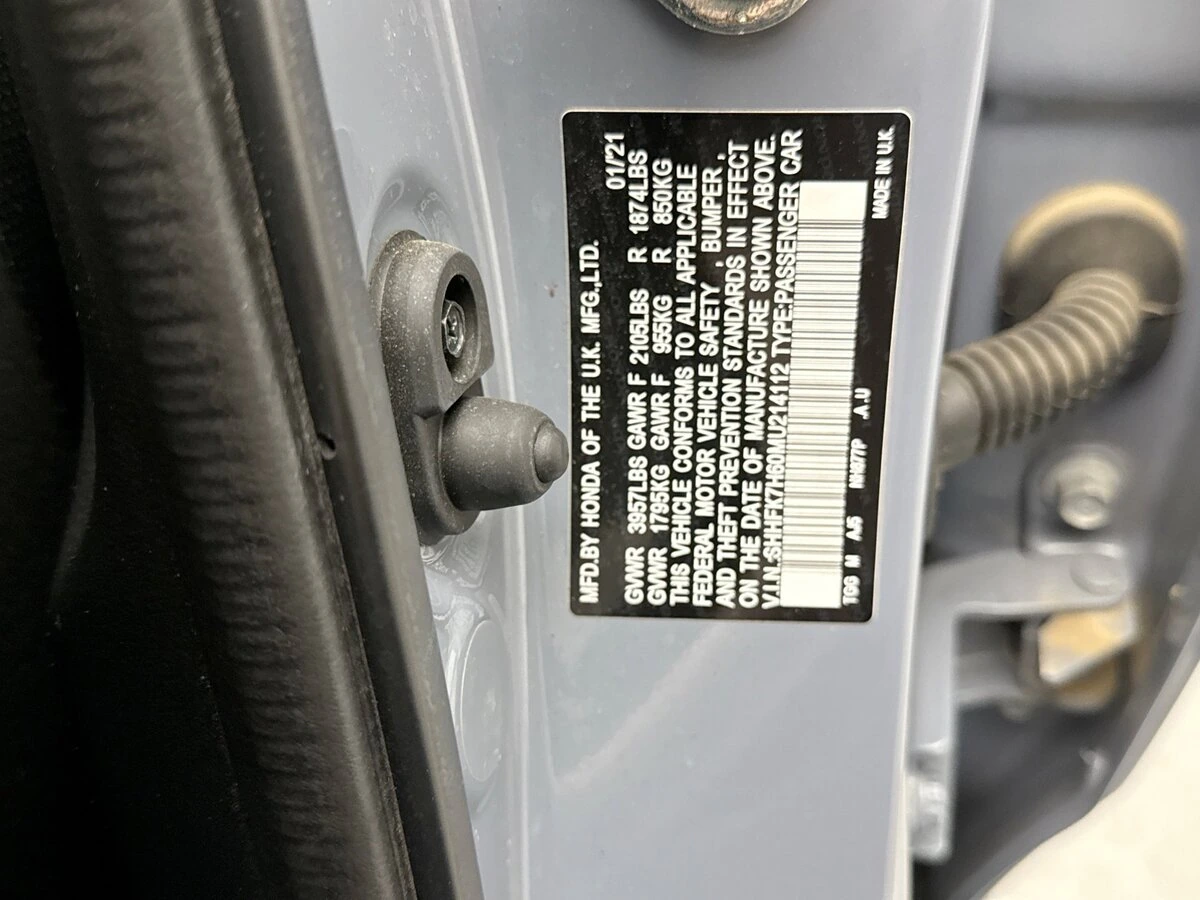 MFD.BY HONDA OF THE U.K. MFG.,LTD. 01/'21
GVWR 3957LBS GAWR F 2105LBS R 1874LBS
GVWR 1795KG GAWR F 955KG R 850KG
THIS VEHICLE CONFORMS TO ALL APPLICABLE
FEDERAL MOTOR VEHICLE SAFETY , BUMPER ,
AND THEFT PREVENTION STANDARDS IN EFFECT
ON THE DATE OF MANUFACTURE SHOWN ABOVE.
V.I.N.:SHHFK7H60MU214112 TYPE:PASSENGER CAR
TGG M AJ5 NH877P .A .U
MADE IN U.K.